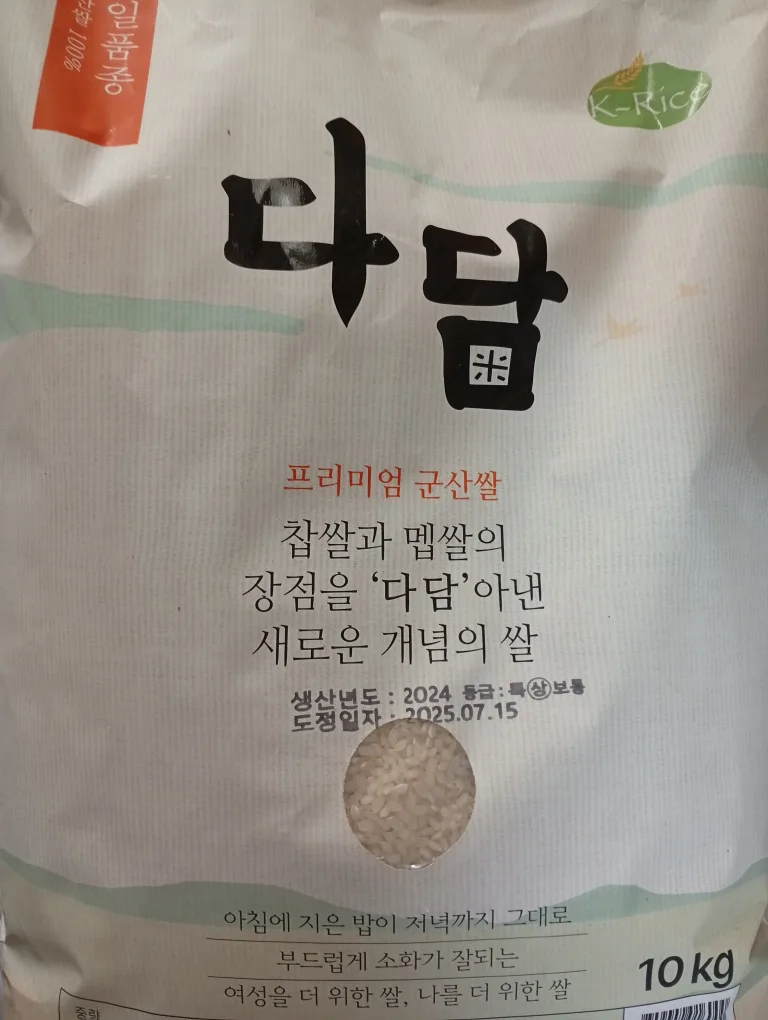 일품종
100%
K-Rice
다담
米
프리미엄 군산쌀
찹쌀과 멥쌀의
장점을 ‘다담’아낸
새로운 개념의 쌀
생산년도 : 2024 등급 : 특㊤보통
도정일자 : 2025.07.15
아침에 지은 밥이 저녁까지 그대로
부드럽게 소화가 잘되는
여성을 더 위한 쌀, 나를 더 위한 쌀
10kg
중량